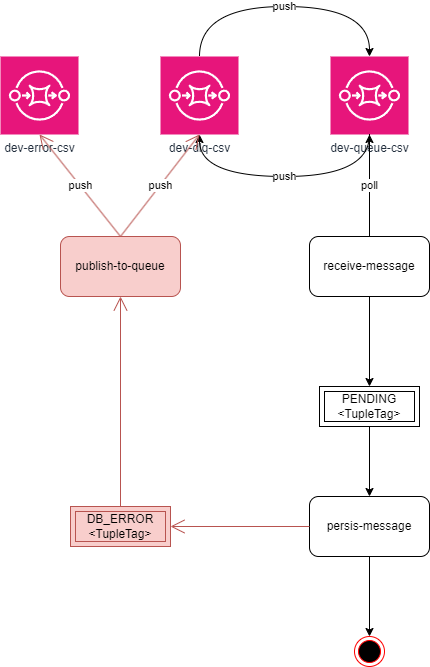 push
dev-error-csv
dev-dlq-csv
dev-queue-csv
push
push
push
poll
publish-to-queue
receive-message
PENDING
<TupleTag>
DB_ERROR
<TupleTag>
persis-message